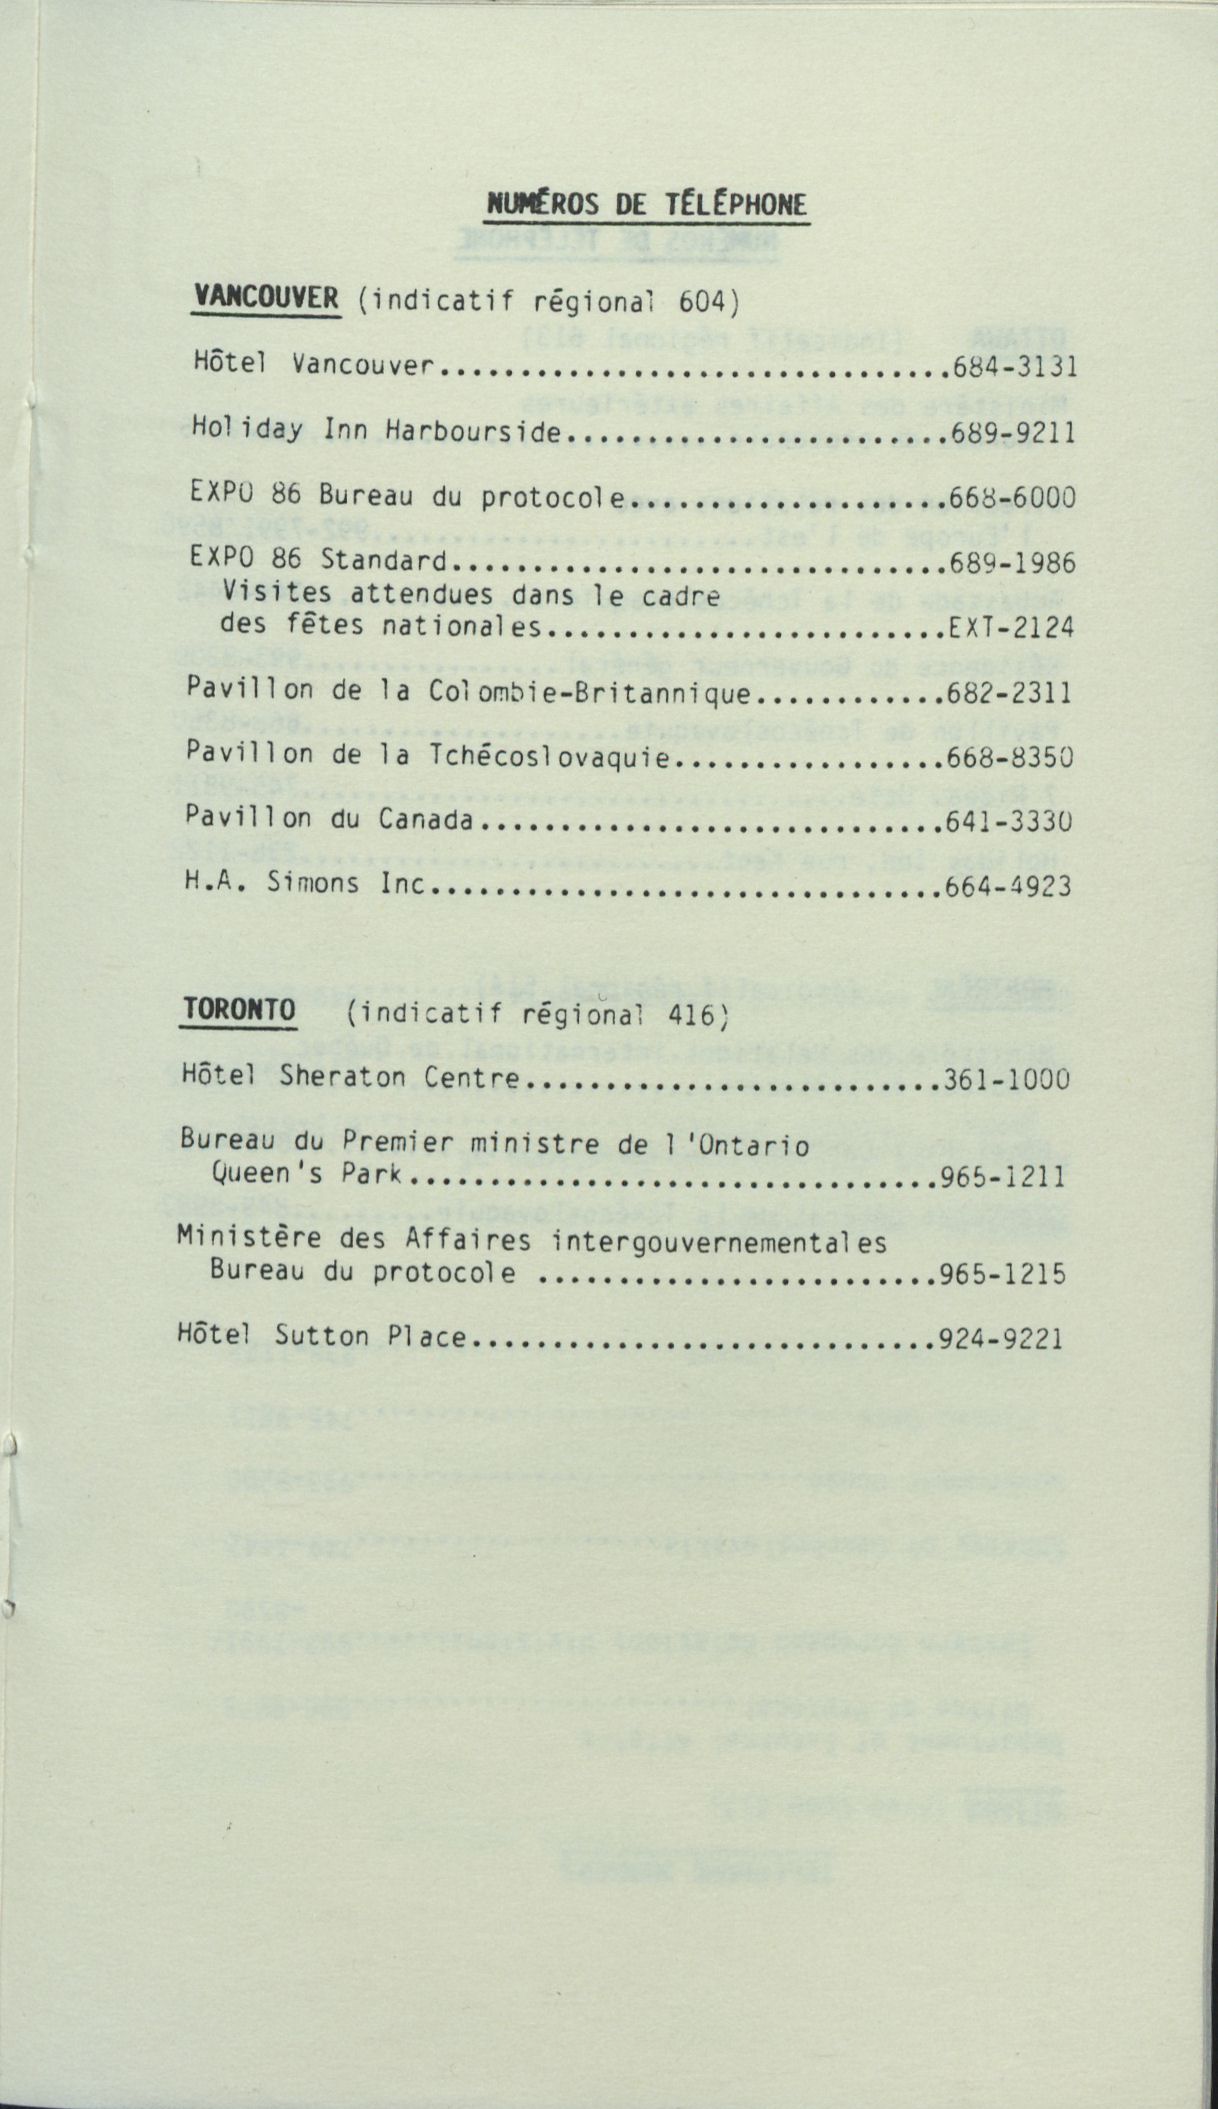 NUMÉROS DE TÉLÉPHONE
VANCOUVER (indicatif régional 604)
Hôtel Vancouver................................684-3131
Holiday Inn Harbourside........................689-9211
EXPO 86 Bureau du protocole....................668-6000
EXPO 86 Standard...............................689-1986
Visites attendues dans le cadre
des fêtes nationales.........................EXT-2124
Pavillon de la Colombie-Britannique............682-2311
Pavillon de la Tchécoslovaquie.................668-8350
Pavillon du Canada.............................641-3330
H.A. Simons Inc................................664-4923
TORONTO (indicatif régional 416)
Hôtel Sheraton Centre..........................361-1000
Bureau du Premier ministre de l'Ontario
Queen's Park.................................965-1211
Ministère des Affaires intergouvernementales
Bureau du protocole .........................965-1215
Hôtel Sutton Place.............................924-9221